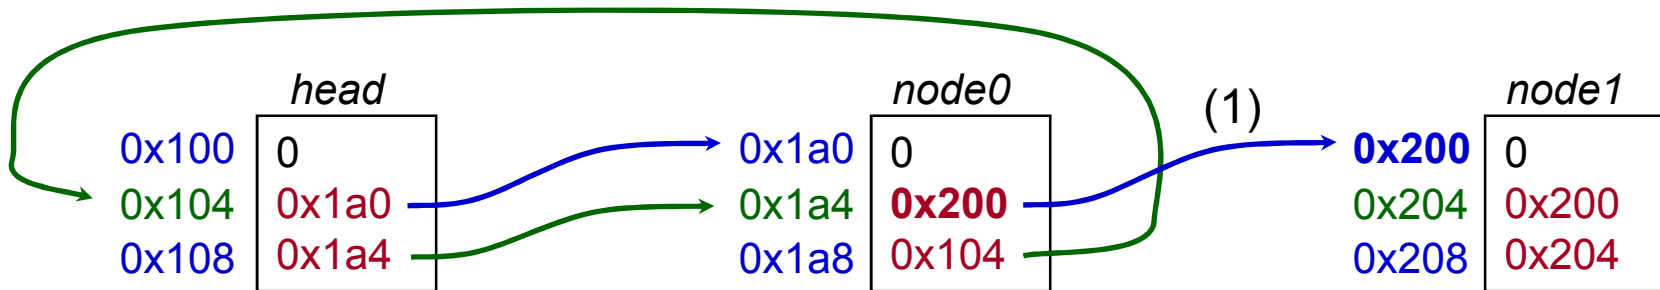 head node0 (1) node1
0x100 0 0x1a0 0 0x200 0
0x104 0x1a0 0x1a4 0x200 0x204 0x200
0x108 0x1a4 0x1a8 0x104 0x208 0x204